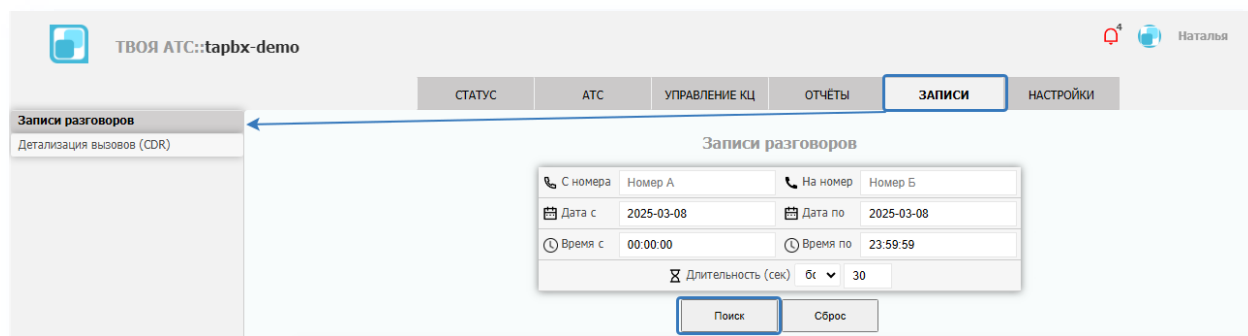 4
ТВОЯ АТС::tapbx-demo
Наталья
СТАТУС АТС УПРАВЛЕНИЕ КЦ ОТЧЁТЫ ЗАПИСИ НАСТРОЙКИ
Записи разговоров
Детализация вызовов (CDR)
Записи разговоров
С номера Номер А На номер Номер Б
Дата с 2025-03-08 Дата по 2025-03-08
Время с 00:00:00 Время по 23:59:59
Длительность (сек) 30
Поиск Сброс